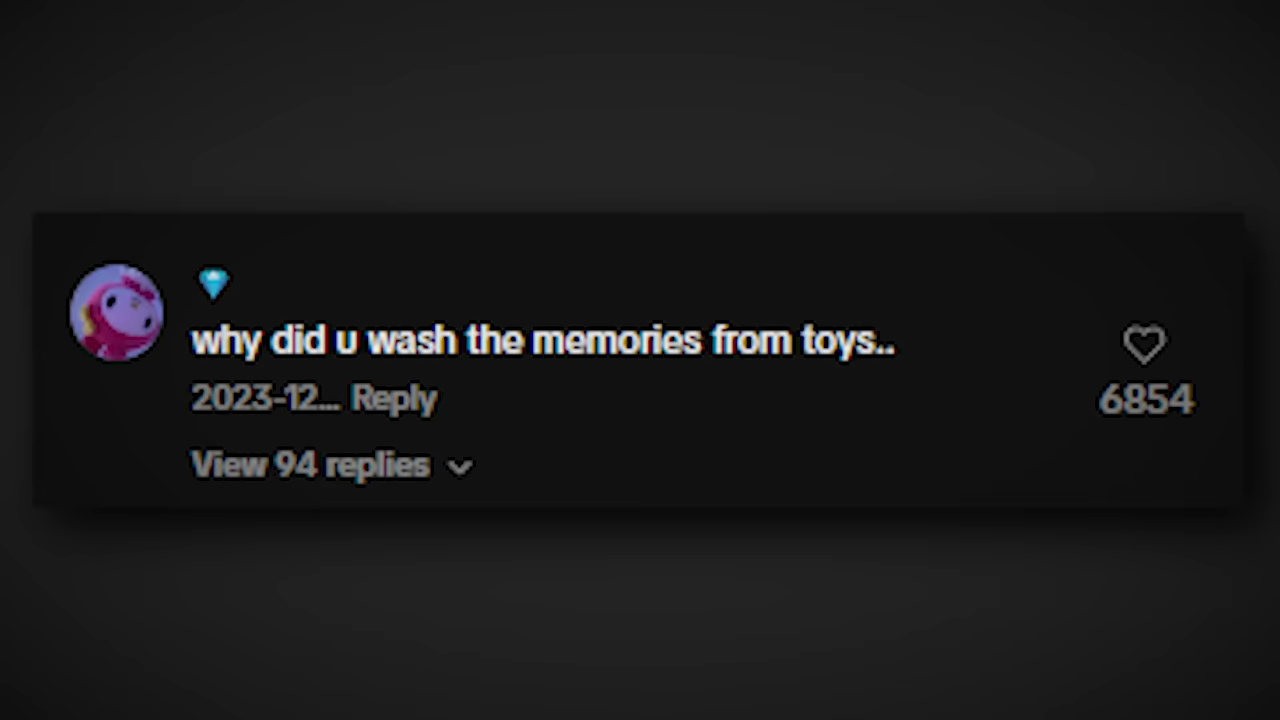 💎
why did u wash the memories from toys..
2023-12... Reply
6854
View 94 replies